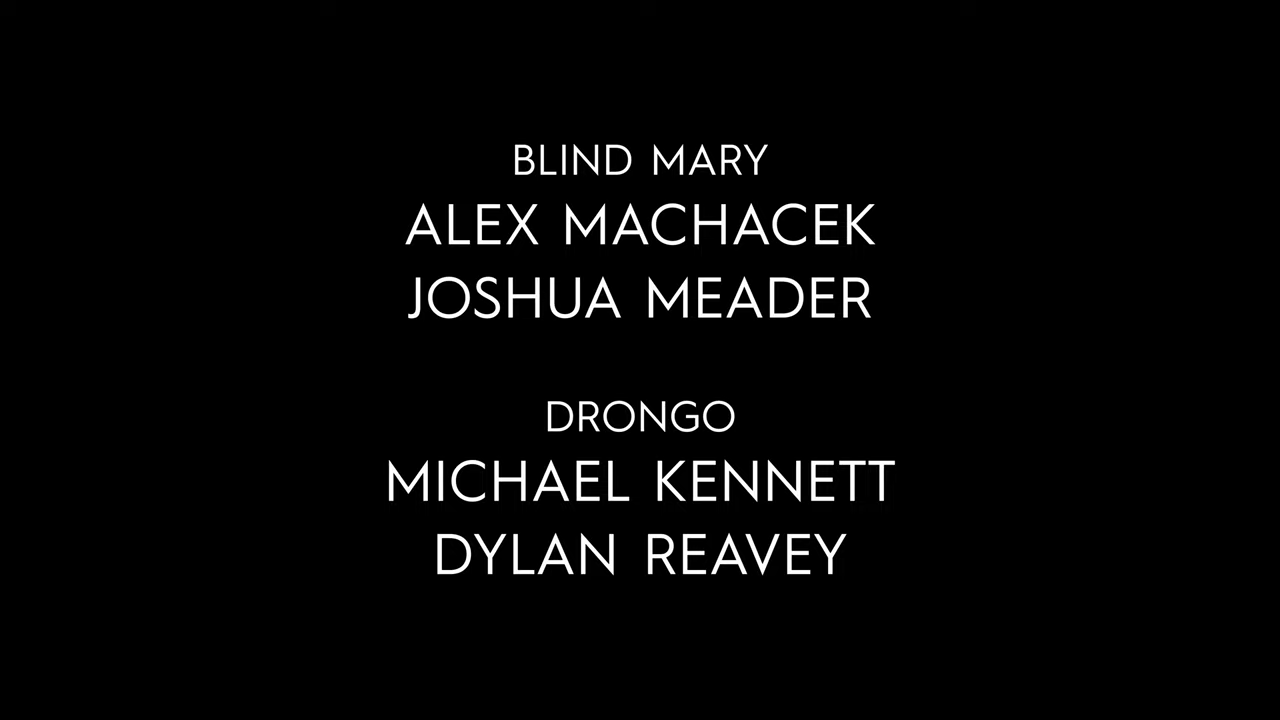 BLIND MARY
ALEX MACHACEK
JOSHUA MEADER
DRONGO
MICHAEL KENNETT
DYLAN REAVEY